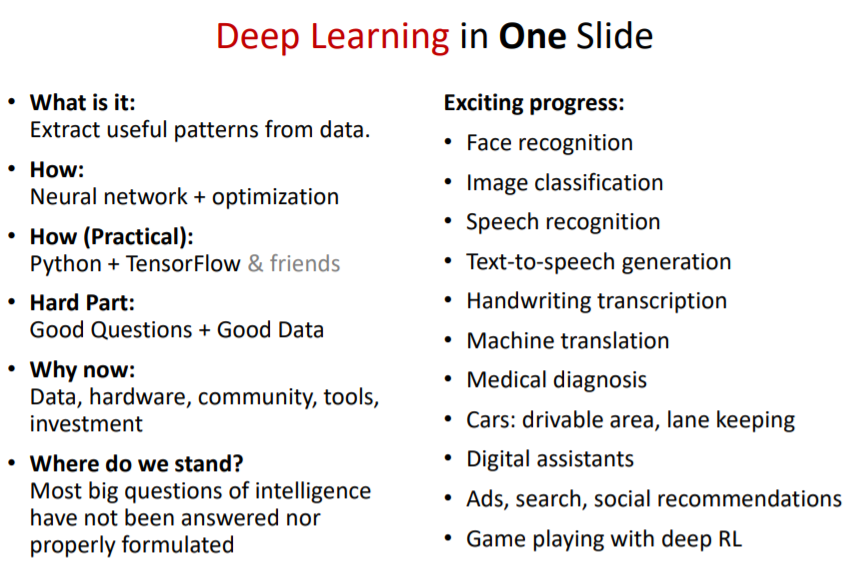 Deep Learning in One Slide
• What is it:
Extract useful patterns from data.
• How:
Neural network + optimization
• How (Practical):
Python + TensorFlow & friends
• Hard Part:
Good Questions + Good Data
• Why now:
Data, hardware, community, tools,
investment
• Where do we stand?
Most big questions of intelligence
have not been answered nor
properly formulated
Exciting progress:
• Face recognition
• Image classification
• Speech recognition
• Text-to-speech generation
• Handwriting transcription
• Machine translation
• Medical diagnosis
• Cars: drivable area, lane keeping
• Digital assistants
• Ads, search, social recommendations
• Game playing with deep RL